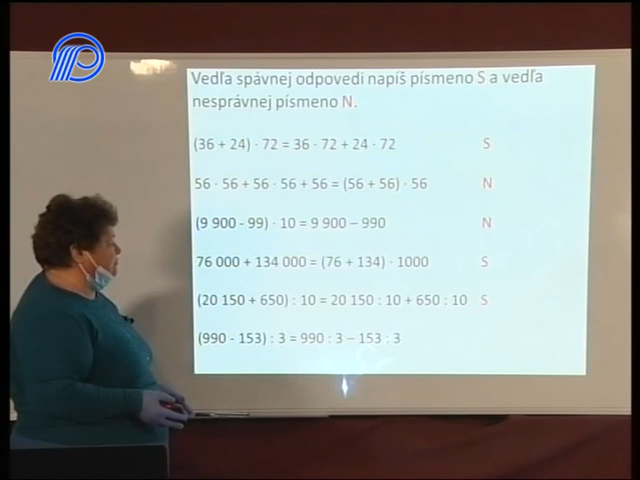 Vedľa spávnej odpovedi napíš písmeno S a vedľa
nesprávnej písmeno N.
(36 + 24) · 72 = 36 · 72 + 24 · 72 S
56 · 56 + 56 · 56 + 56 = (56 + 56) · 56 N
(9 900 - 99) · 10 = 9 900 – 990 N
76 000 + 134 000 = (76 + 134) · 1000 S
(20 150 + 650) : 10 = 20 150 : 10 + 650 : 10 S
(990 - 153) : 3 = 990 : 3 – 153 : 3